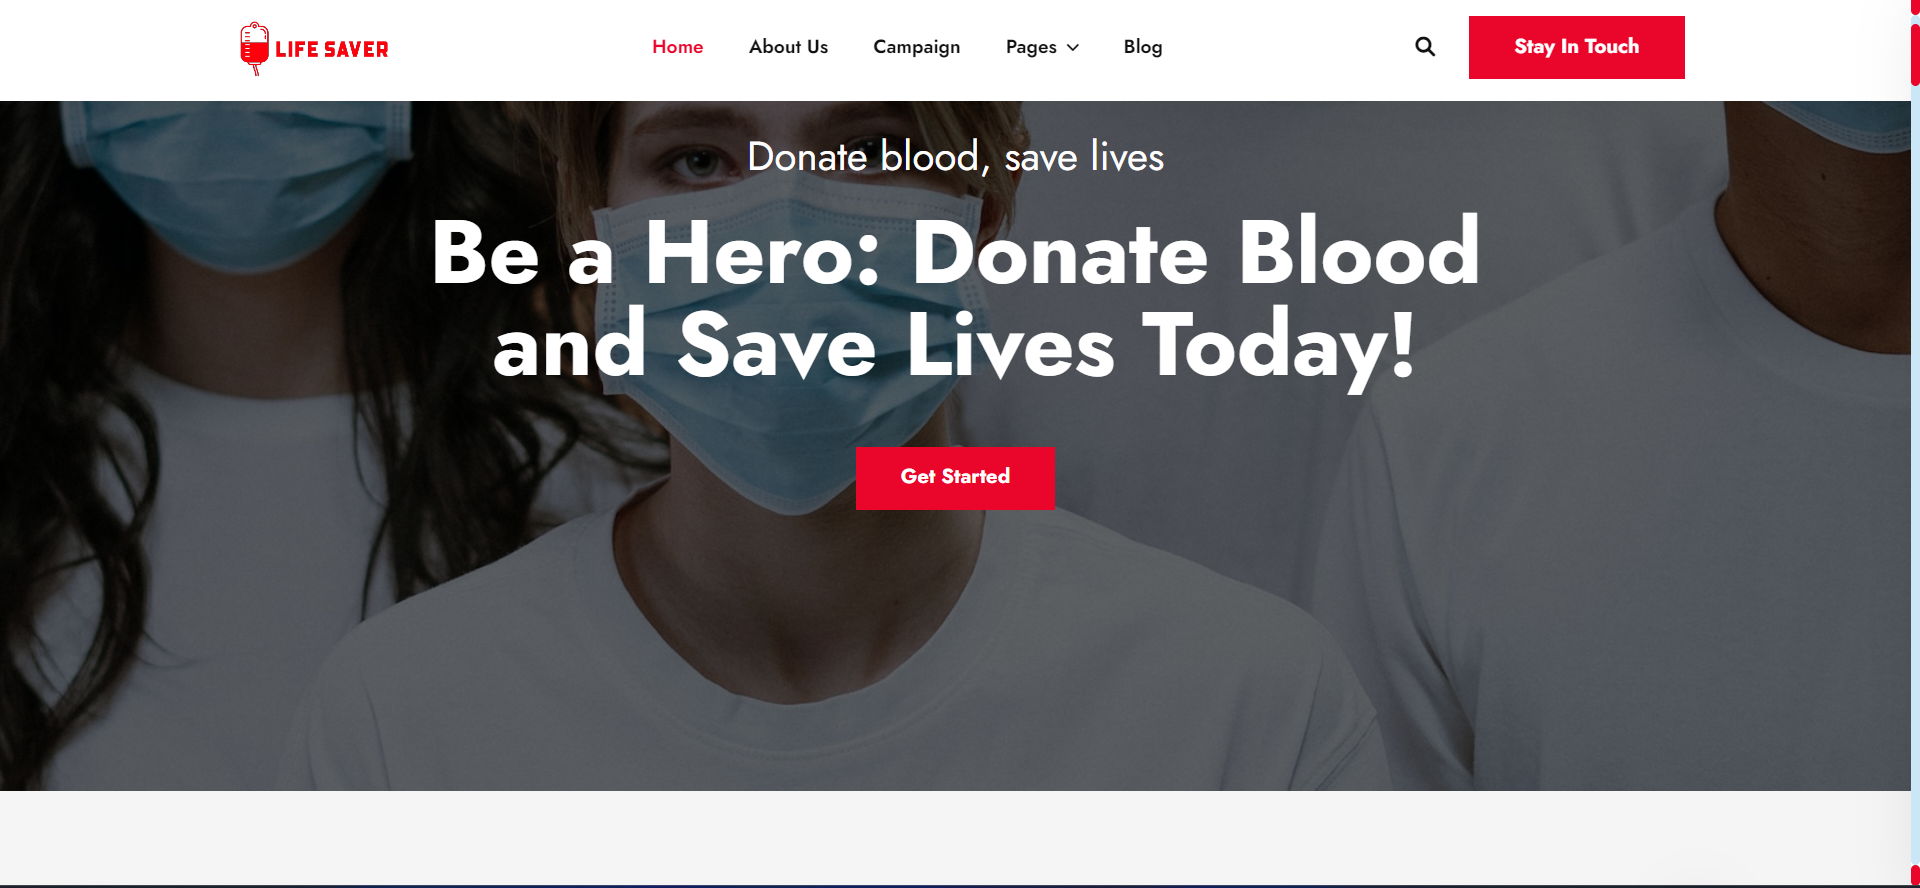 LIFE SAVER
Home
About Us
Campaign
Pages
Blog
Stay In Touch
Donate blood, save lives
Be a Hero: Donate Blood
and Save Lives Today!
Get Started